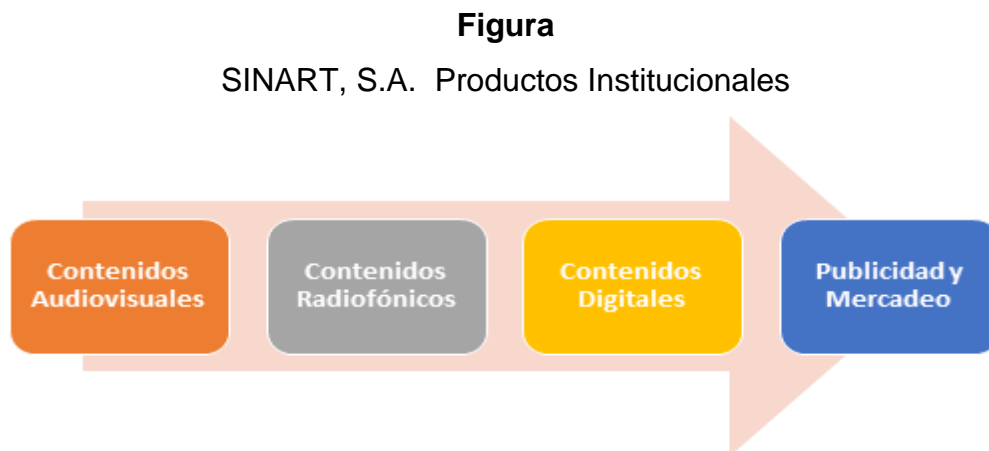 Figura
SINART, S.A. Productos Institucionales
Contenidos
Audiovisuales
Contenidos
Radiofónicos
Contenidos
Digitales
Publicidad y
Mercadeo